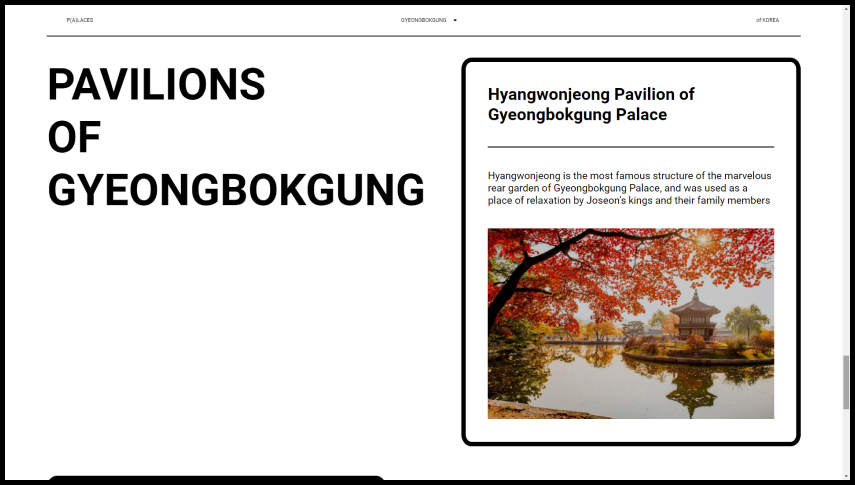 P(A)LACES
GYEONGBOKGUNG
of KOREA
PAVILIONS
OF
GYEONGBOKGUNG
Hyangwonjeong Pavilion of
Gyeongbokgung Palace
Hyangwonjeong is the most famous structure of the marvelous
rear garden of Gyeongbokgung Palace, and was used as a
place of relaxation by Joseon's kings and their family members